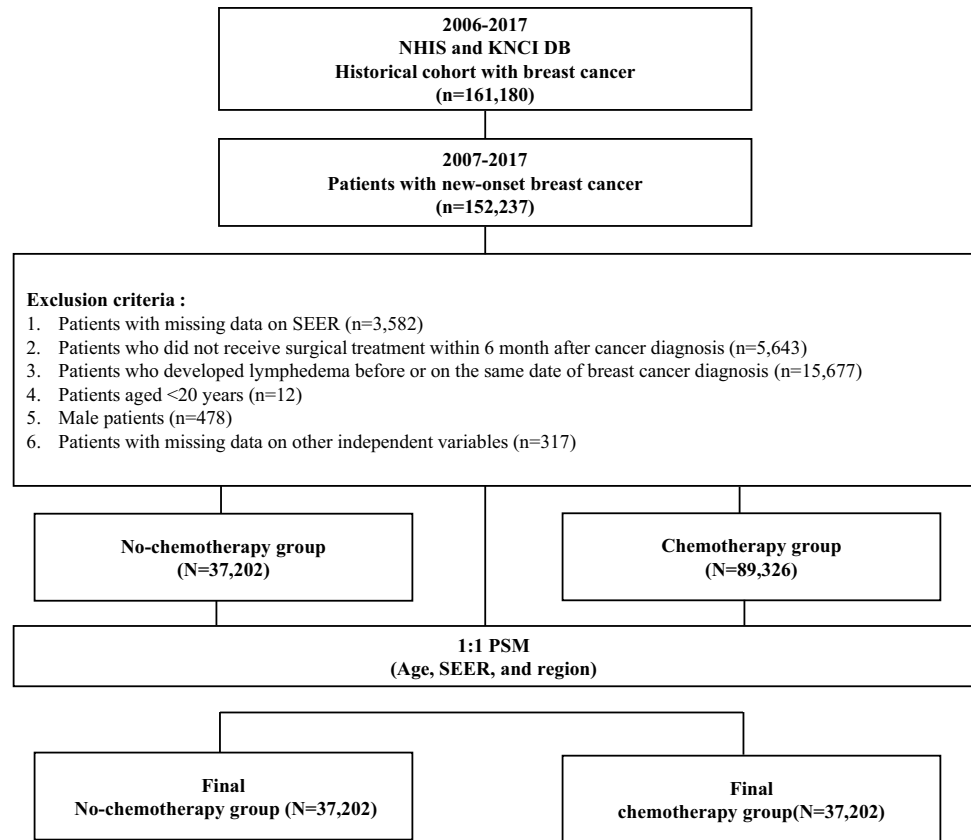 2006-2017
NHIS and KNCI DB
Historical cohort with breast cancer
(n=161,180)
2007-2017
Patients with new-onset breast cancer
(n=152,237)
Exclusion criteria :
1. Patients with missing data on SEER (n=3,582)
2. Patients who did not receive surgical treatment within 6 month after cancer diagnosis (n=5,643)
3. Patients who developed lymphedema before or on the same date of breast cancer diagnosis (n=15,677)
4. Patients aged <20 years (n=12)
5. Male patients (n=478)
6. Patients with missing data on other independent variables (n=317)
No-chemotherapy group
(N=37,202)
Chemotherapy group
(N=89,326)
1:1 PSM
(Age, SEER, and region)
Final
No-chemotherapy group (N=37,202)
Final
chemotherapy group(N=37,202)